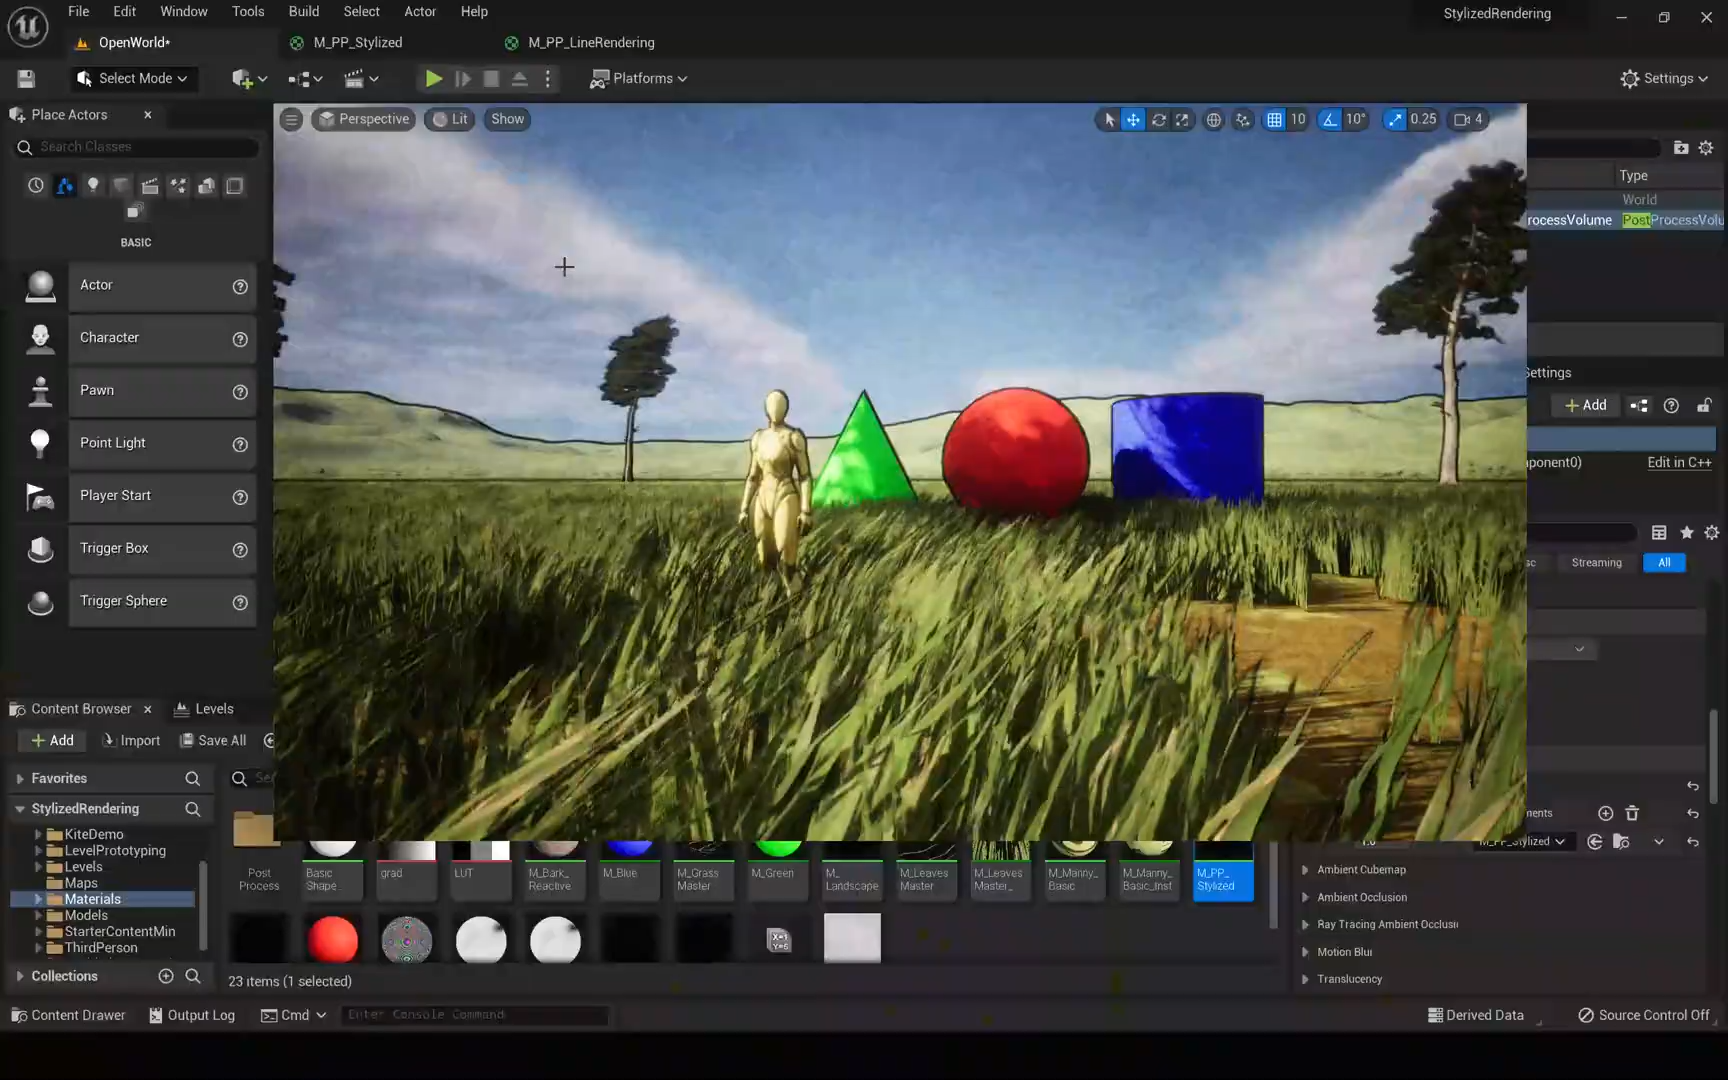 File Edit Window Tools Build Select Actor Help
StylizedRendering
OpenWorld* M_PP_Stylized M_PP_LineRendering
Select Mode Platforms Settings
Place Actors
Perspective Lit Show 10 10° 0.25 4
Search Classes
Type
World
rocessVolume PostProcessVolu
BASIC
Actor
Character
Pawn
Point Light
Player Start
Trigger Box
Trigger Sphere
Settings
Add
ponent0) Edit in C++
sc Streaming All
Content Browser Levels
Add Import Save All
Favorites
StylizedRendering
KiteDemo
LevelPrototyping
Levels
Maps
Materials
Models
StarterContentMin
ThirdPerson
Collections
Post Process
Basic Shape
grad
LUT
M_Bark_ Reactive
M_Blue
M_Grass Master
M_Green
M_ Landscape
M_Leaves Master
M_Leaves Master_
M_Manny_ Basic
M_Manny_ Basic_Inst
M_PP_ Stylized
X=1
23 items (1 selected)
ments
1.0 M_PP_Stylized
Ambient Cubemap
Ambient Occlusion
Ray Tracing Ambient Occlusi
Motion Blur
Translucency
Content Drawer Output Log Cmd Enter Console Command Derived Data Source Control Off